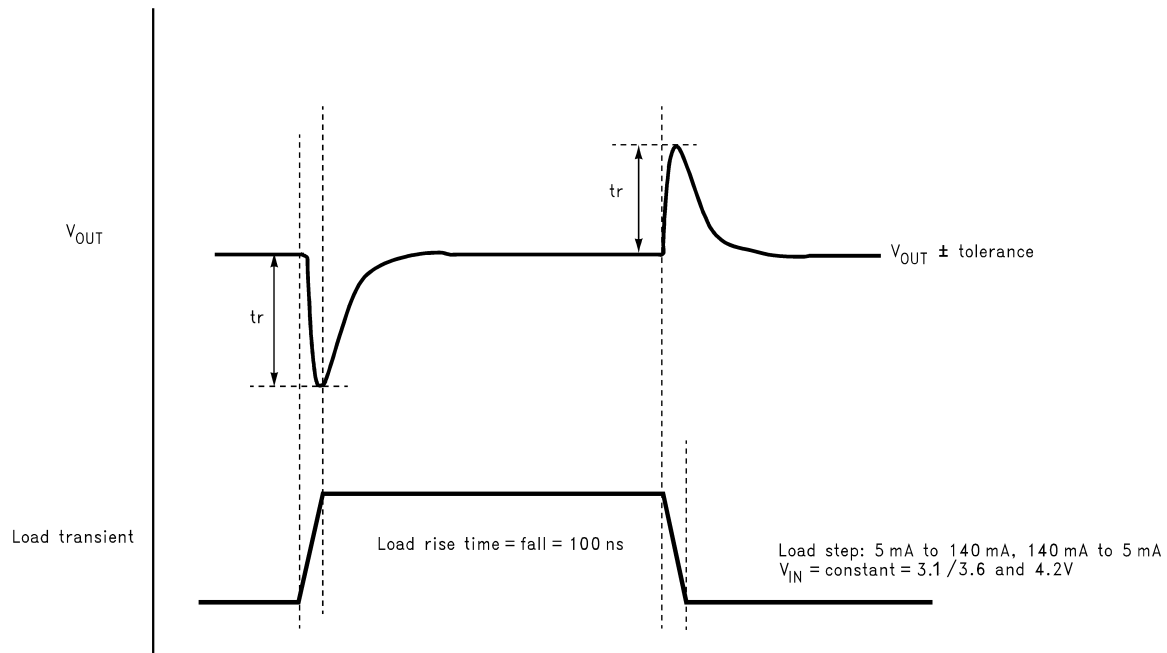 tr
V_OUT
V_OUT ± tolerance
tr
Load transient
Load rise time = fall = 100 ns
Load step: 5 mA to 140 mA, 140 mA to 5 mA
V_IN = constant = 3.1 / 3.6 and 4.2V